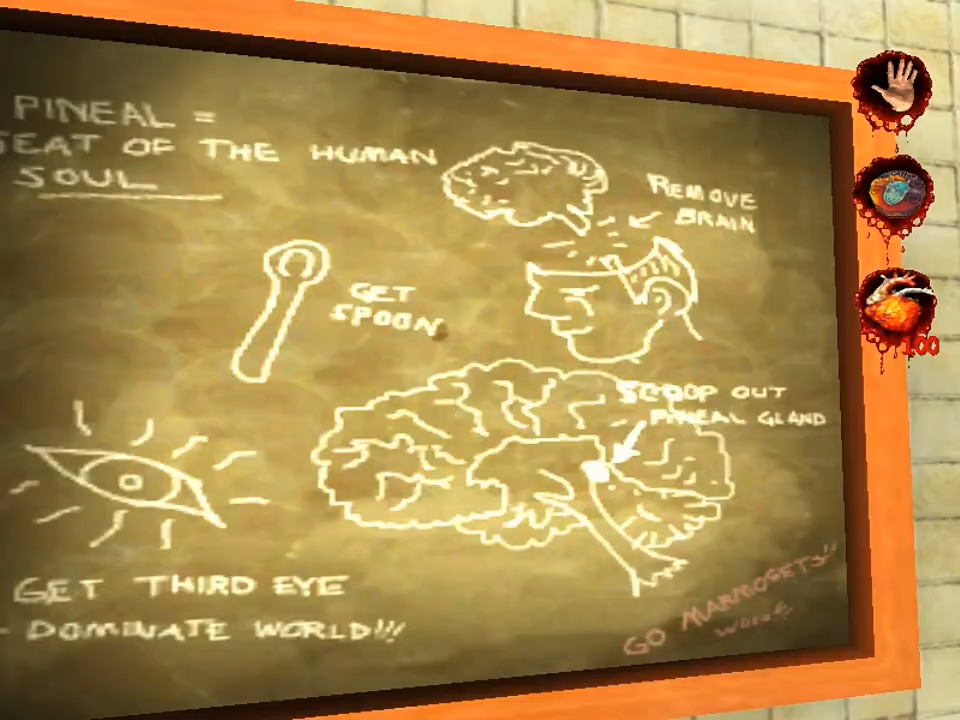 PINEAL =
SEAT OF THE HUMAN
SOUL
REMOVE
BRAIN
GET
SPOON
SCOOP OUT
PINEAL GLAND
GET THIRD EYE
- DOMINATE WORLD!!!
GO MARMOSETS!!
100